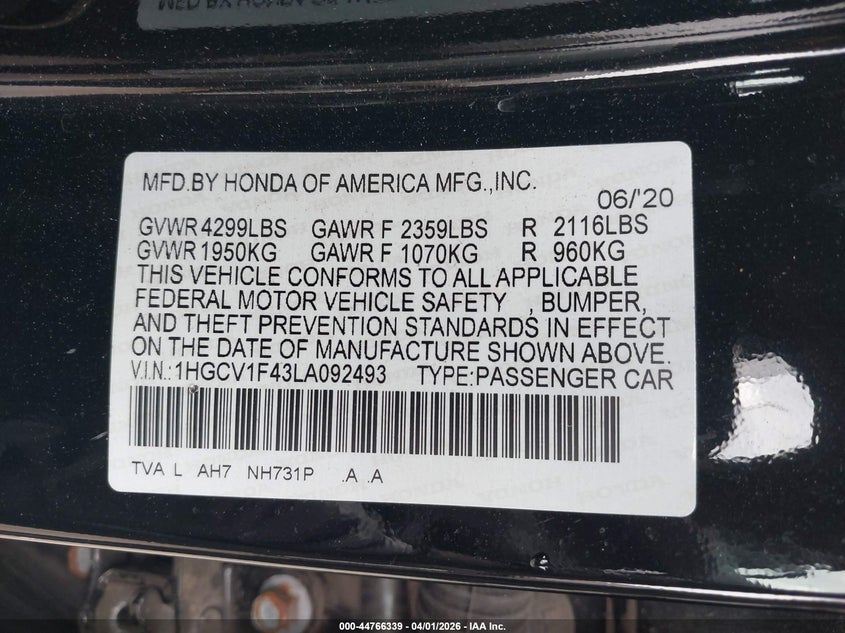 MFD.BY HONDA OF AMERICA MFG.,INC.
06/'20
GVWR 4299LBS GAWR F 2359LBS R 2116LBS
GVWR 1950KG GAWR F 1070KG R 960KG
THIS VEHICLE CONFORMS TO ALL APPLICABLE
FEDERAL MOTOR VEHICLE SAFETY , BUMPER,
AND THEFT PREVENTION STANDARDS IN EFFECT
ON THE DATE OF MANUFACTURE SHOWN ABOVE.
V.I.N.:1HGCV1F43LA092493 TYPE:PASSENGER CAR
TVA L AH7 NH731P .A .A
000-44766339 - 04/01/2026 - IAA Inc.